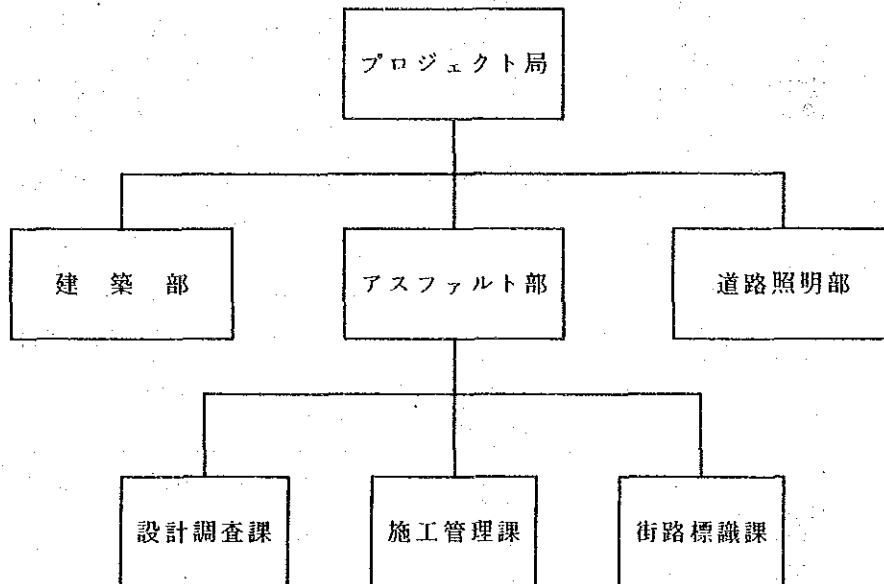 プロジェクト局
建築部
アスファルト部
道路照明部
設計調査課
施工管理課
街路標識課